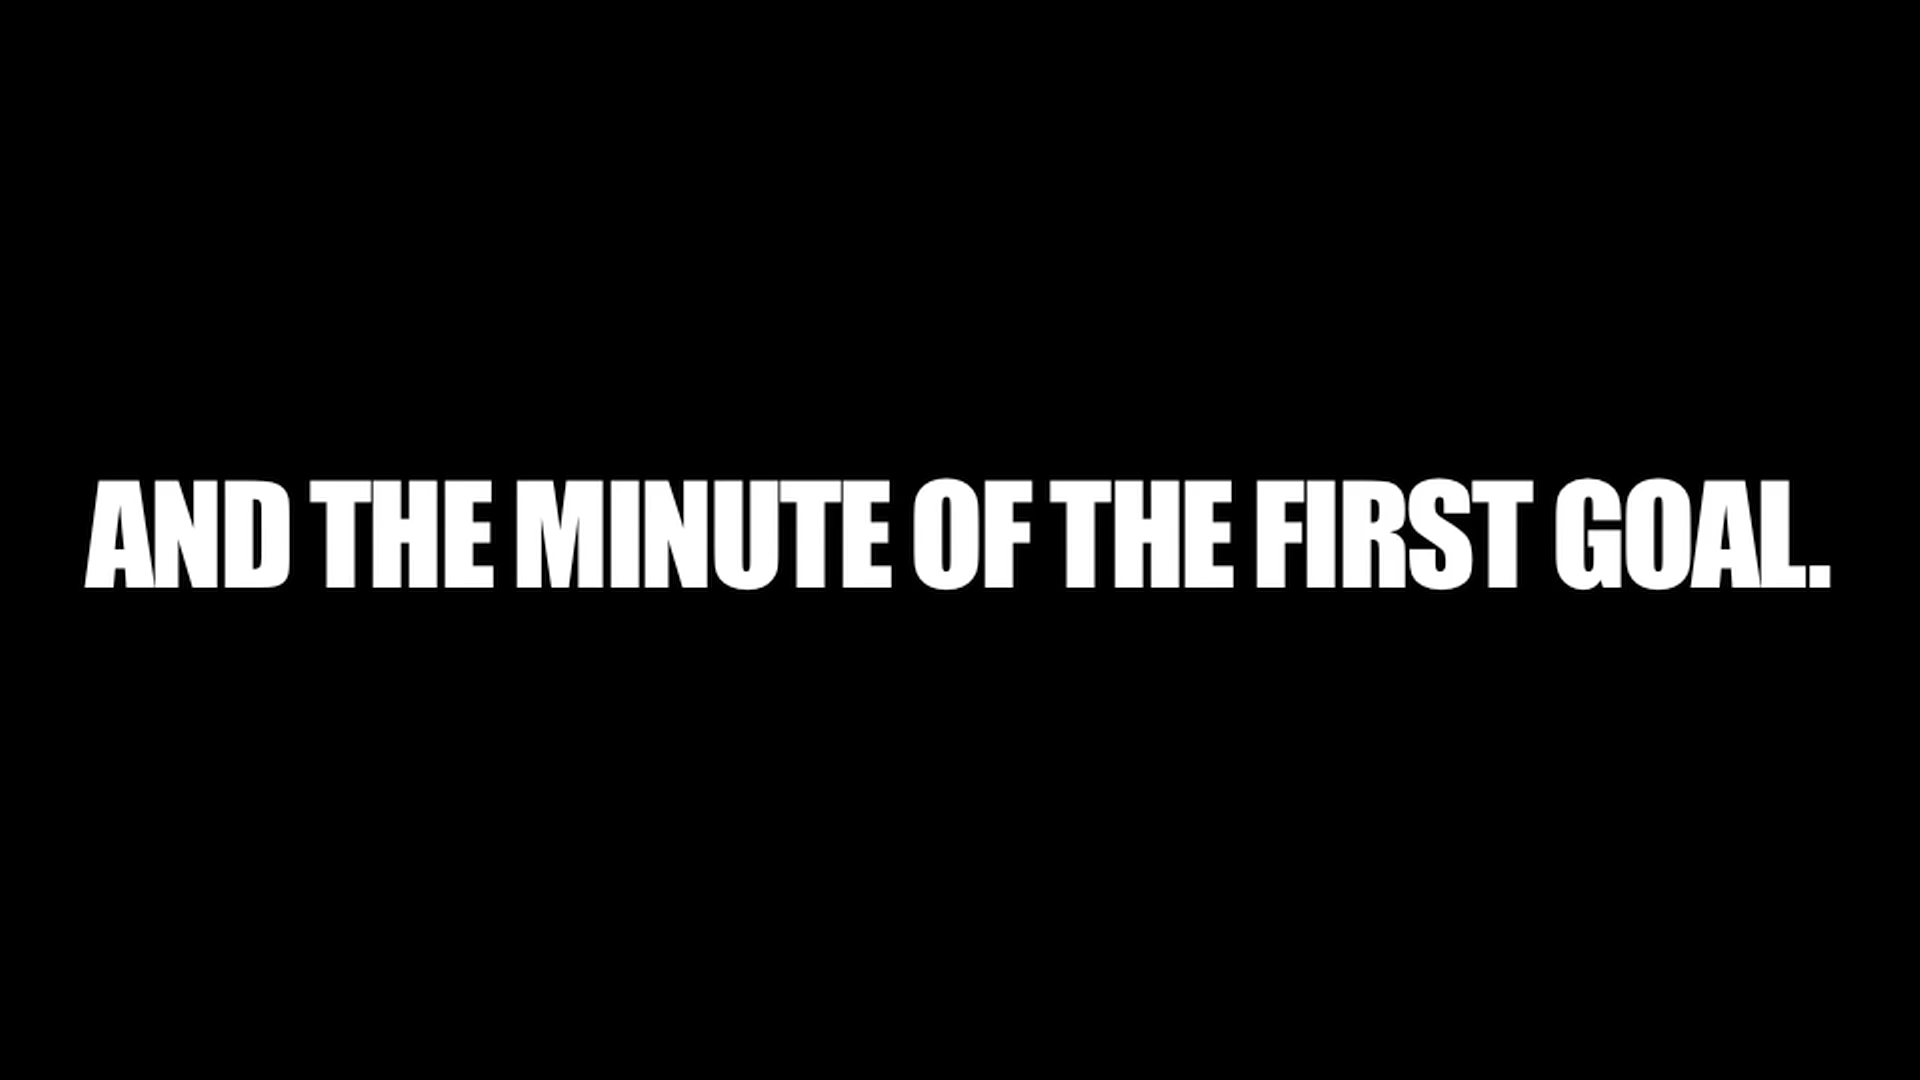 AND THE MINUTE OF THE FIRST GOAL.